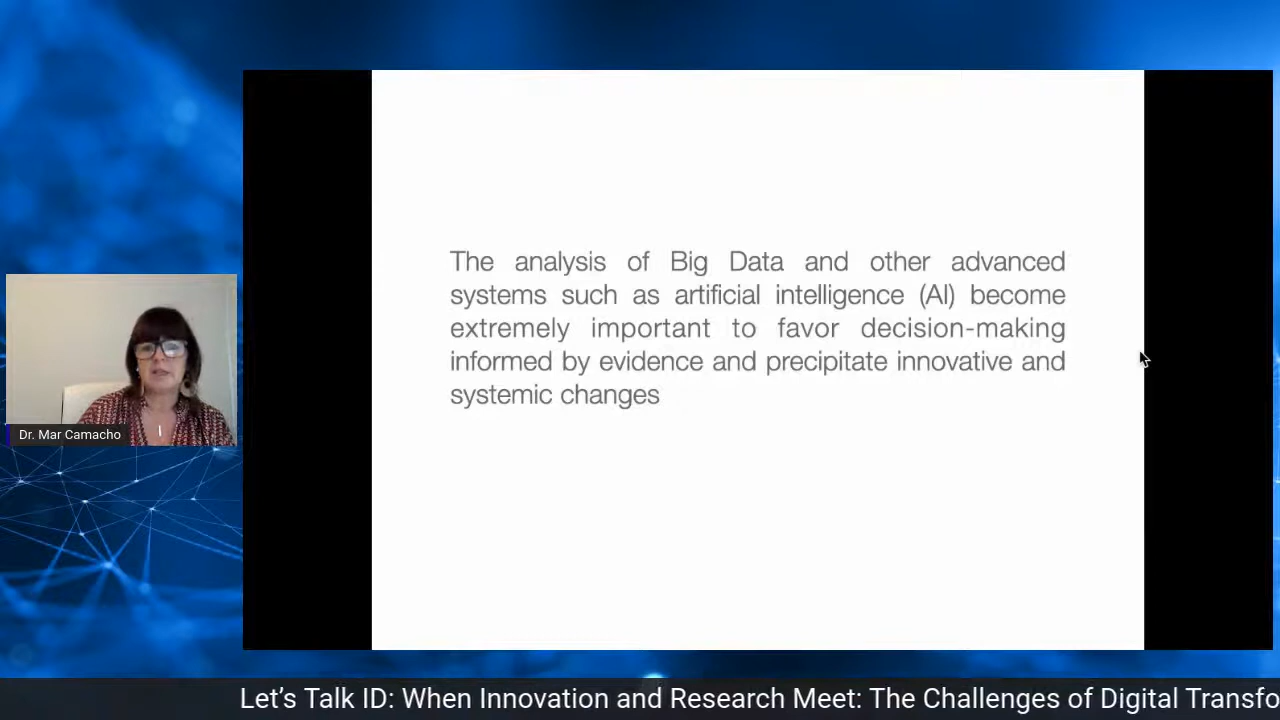 The analysis of Big Data and other advanced
systems such as artificial intelligence (AI) become
extremely important to favor decision-making
informed by evidence and precipitate innovative and
systemic changes
Dr. Mar Camacho
Let’s Talk ID: When Innovation and Research Meet: The Challenges of Digital Transfo